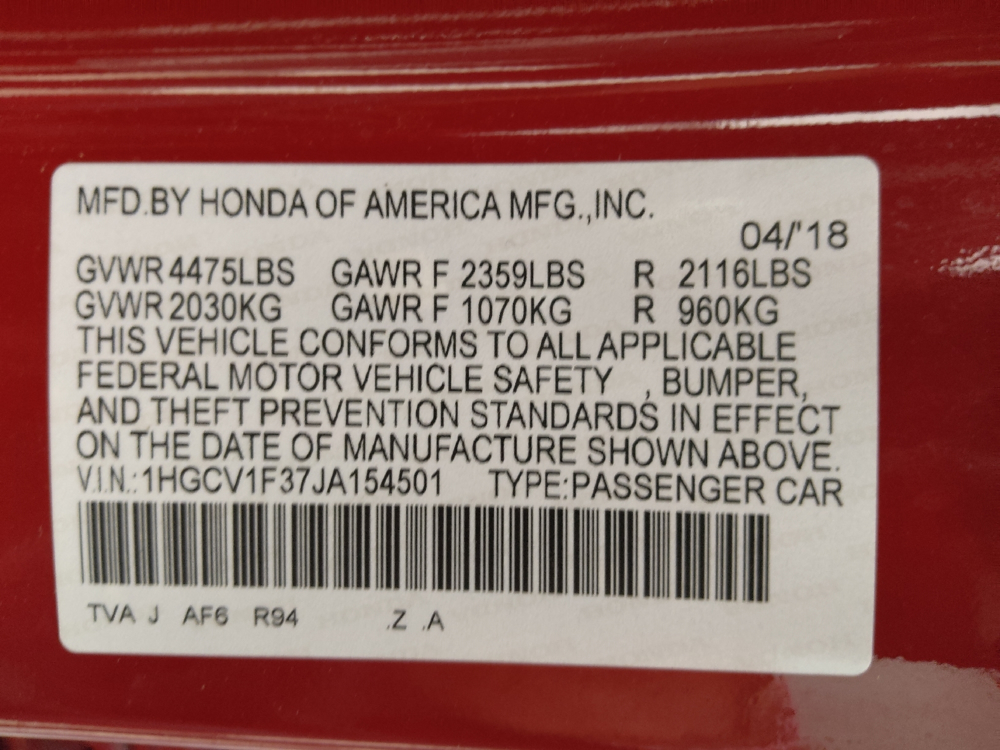 MFD.BY HONDA OF AMERICA MFG.,INC.
04/'18
GVWR 4475LBS GAWR F 2359LBS R 2116LBS
GVWR 2030KG GAWR F 1070KG R 960KG
THIS VEHICLE CONFORMS TO ALL APPLICABLE
FEDERAL MOTOR VEHICLE SAFETY , BUMPER,
AND THEFT PREVENTION STANDARDS IN EFFECT
ON THE DATE OF MANUFACTURE SHOWN ABOVE.
V.I.N.:1HGCV1F37JA154501 TYPE:PASSENGER CAR
TVA J AF6 R94 .Z .A